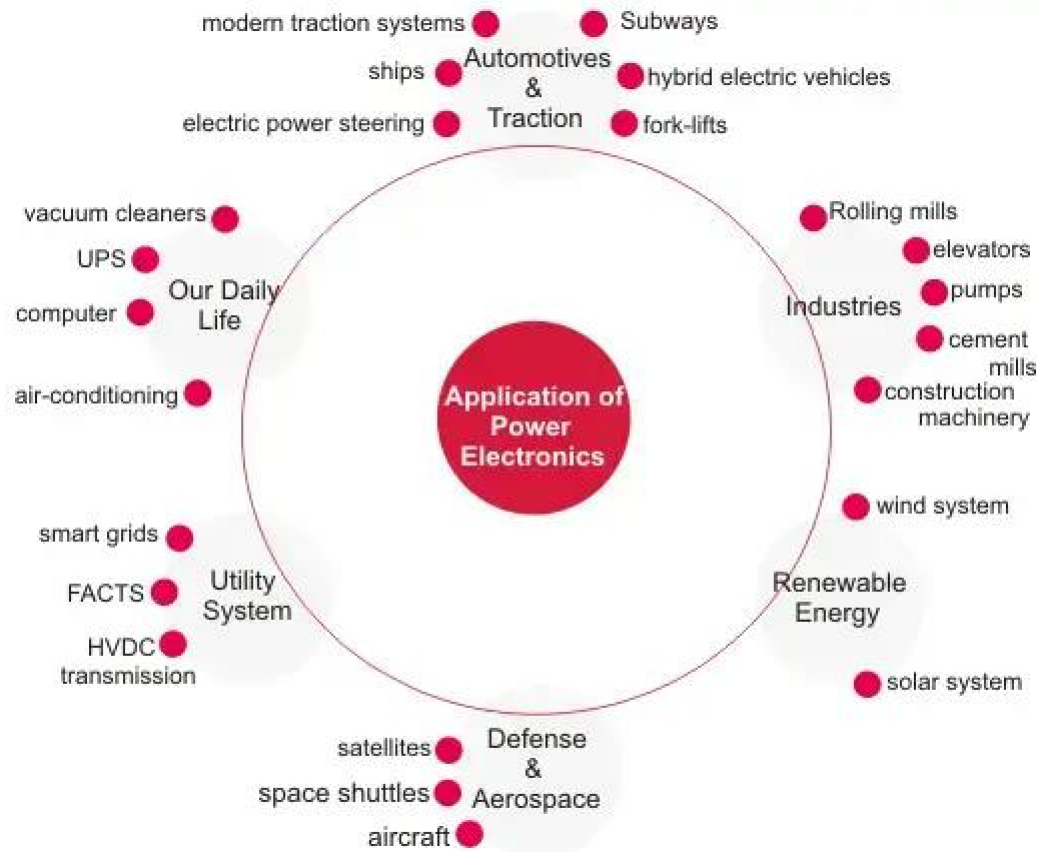 modern traction systems
Subways
ships
Automotives
&
Traction
hybrid electric vehicles
electric power steering
fork-lifts
vacuum cleaners
UPS
Our Daily
Life
computer
air-conditioning
Rolling mills
elevators
Industries
pumps
cement
mills
construction
machinery
Application of
Power
Electronics
smart grids
FACTS
Utility
System
HVDC
transmission
wind system
Renewable
Energy
solar system
satellites
Defense
&
Aerospace
space shuttles
aircraft